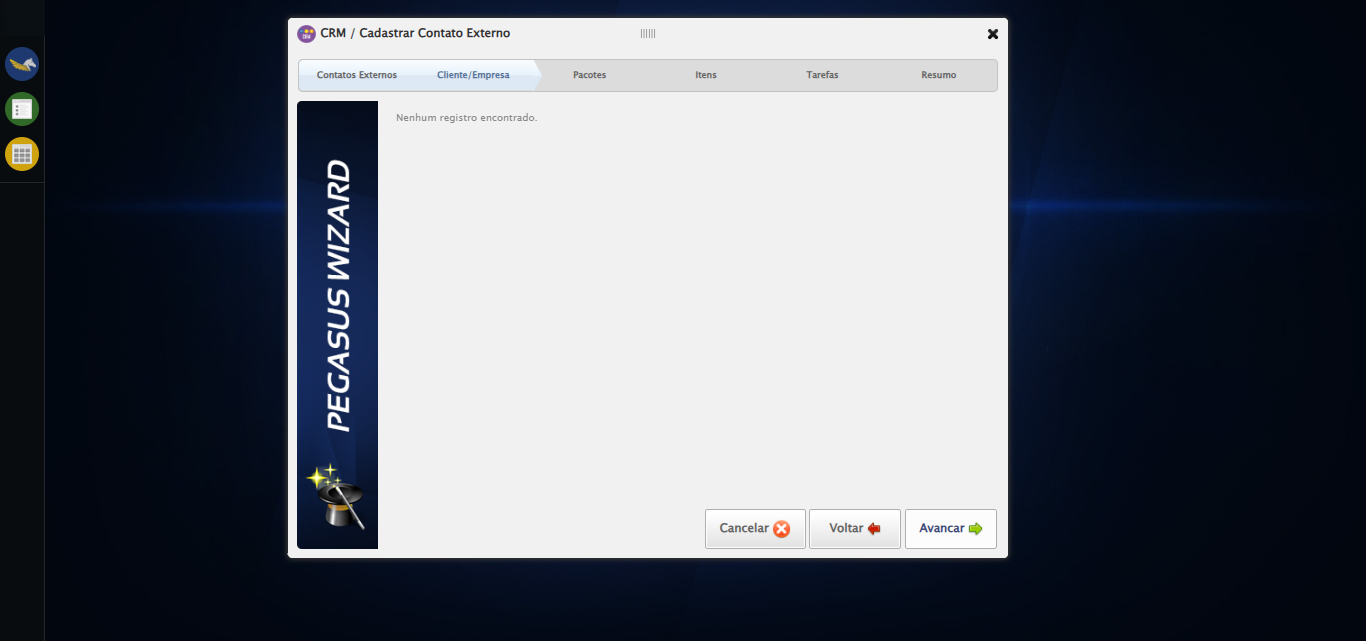 CRM / Cadastrar Contato Externo
Contatos Externos
Cliente/Empresa
Pacotes
Itens
Tarefas
Resumo
Nenhum registro encontrado.
PEGASUS WIZARD
Cancelar
Voltar
Avancar